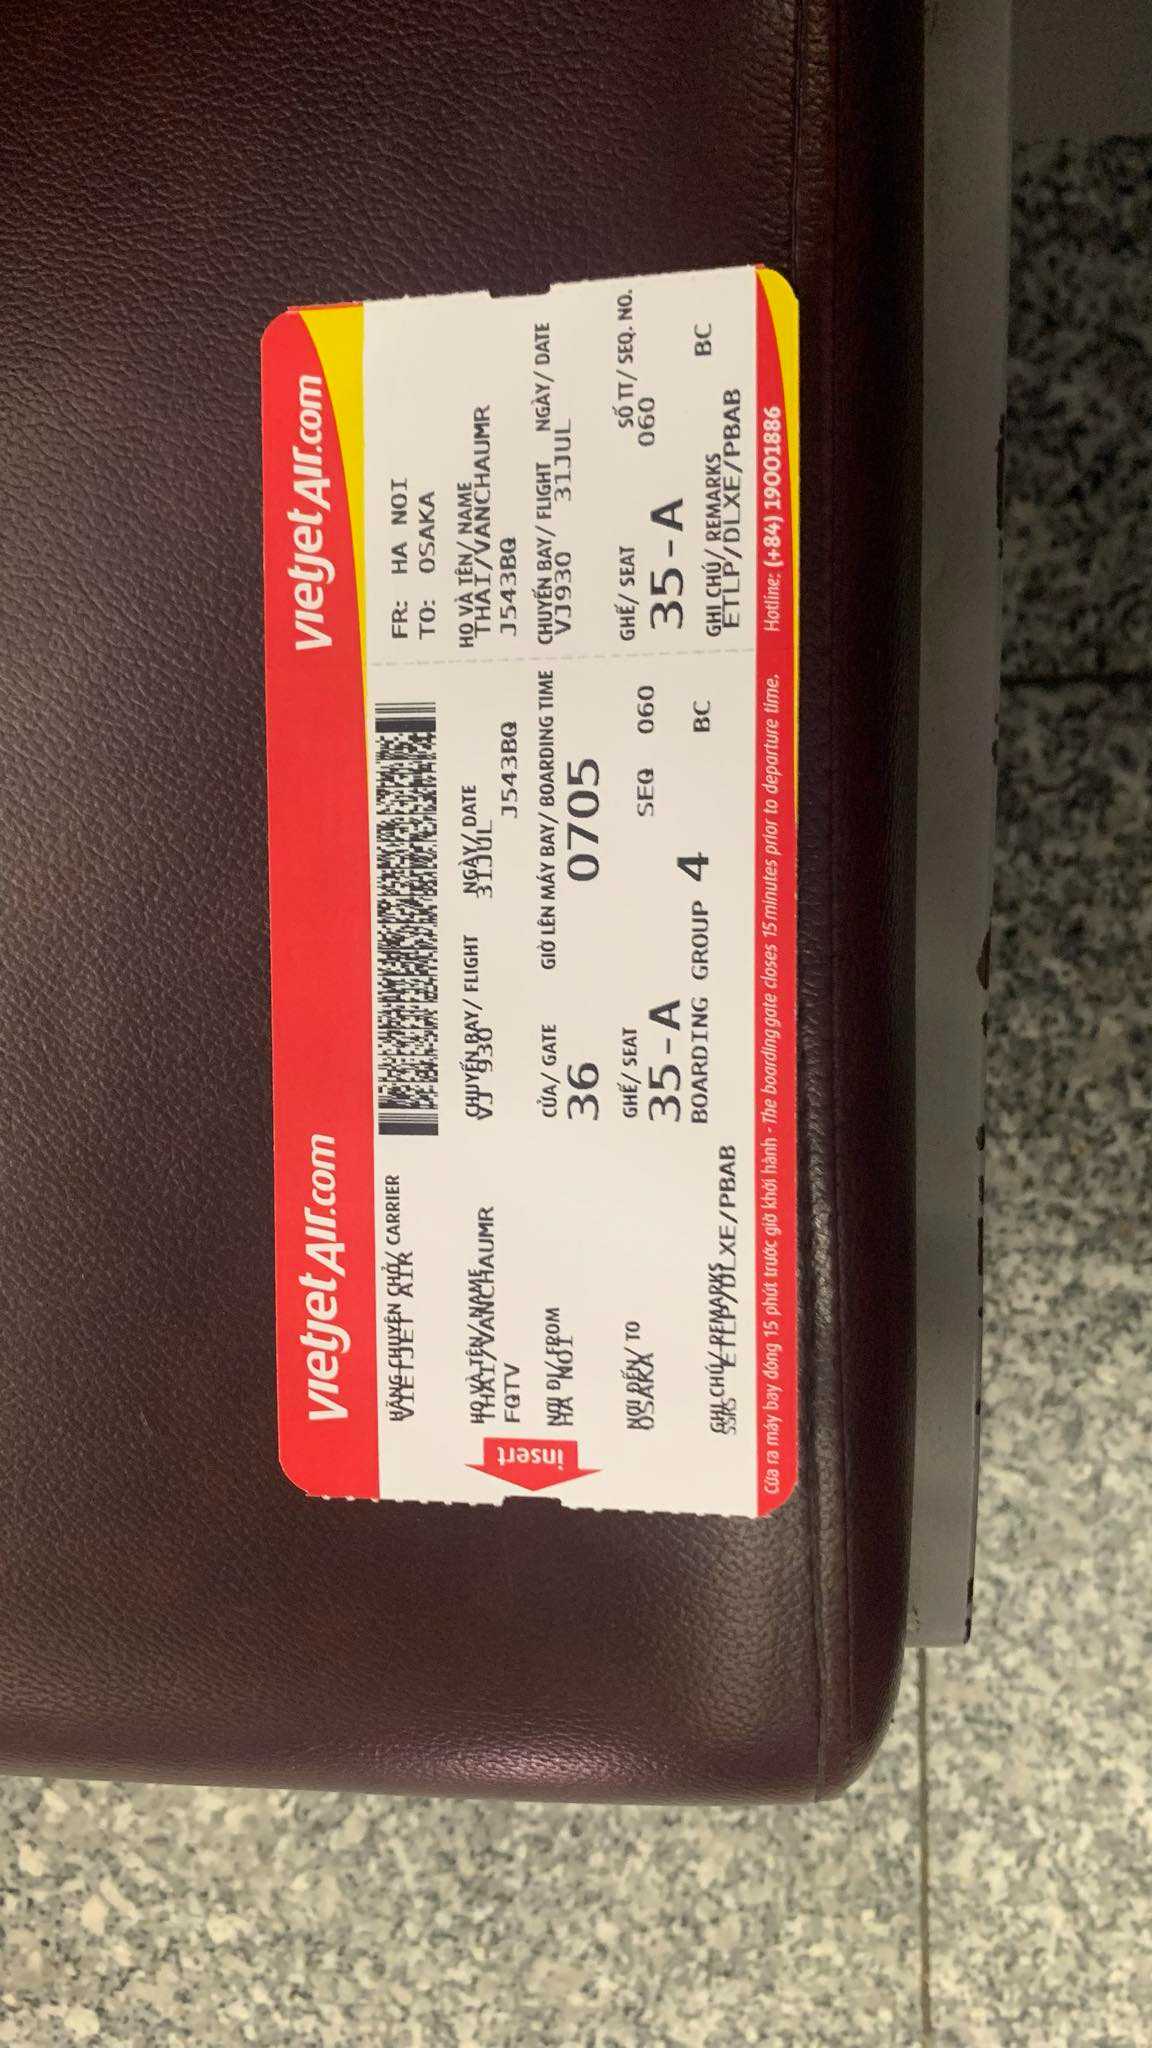 vietjetAir.com
HÃNG CHUYÊN CHỞ/ CARRIER
VIETJET AIR
HỌ VÀ TÊN/ NAME
THAI/VANCHAUMR
FQTV
NƠI ĐI/ FROM
HA NOI
NƠI ĐẾN/ TO
OSAKA
GHI CHÚ/ REMARKS
SSRS ETLP/DLXE/PBAB
insert
CHUYẾN BAY/ FLIGHT NGÀY/ DATE
VJ 930 31JUL
J543BQ
CỬA/ GATE GIỜ LÊN MÁY BAY/ BOARDING TIME
36 0705
GHẾ/ SEAT
35-A SEQ 060
BOARDING GROUP 4 BC
Cửa ra máy bay đóng 15 phút trước giờ khởi hành - The boarding gate closes 15 minutes prior to departure time.
vietjetAir.com
FR: HA NOI
TO: OSAKA
HỌ VÀ TÊN/ NAME
THAI/VANCHAUMR
J543BQ
CHUYẾN BAY/ FLIGHT NGÀY/ DATE
VJ930 31JUL
GHẾ/ SEAT SỐ TT/ SEQ. NO.
35-A 060
GHI CHÚ/ REMARKS BC
ETLP/DLXE/PBAB
Hotline: (+84) 19001886